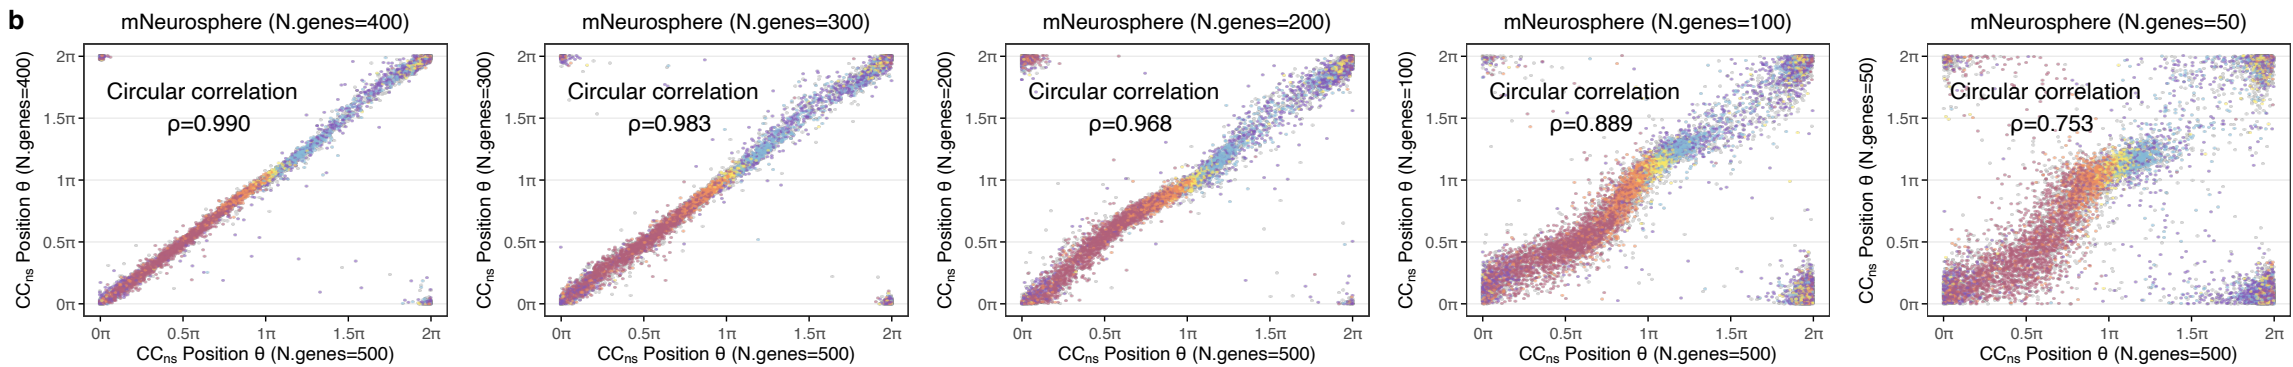 b
mNeurosphere (N.genes=400)
CCns Position θ (N.genes=400)
2π
1.5π
1π
0.5π
0π
Circular correlation
ρ=0.990
0π 0.5π 1π 1.5π 2π
CCns Position θ (N.genes=500)
mNeurosphere (N.genes=300)
CCns Position θ (N.genes=300)
2π
1.5π
1π
0.5π
0π
Circular correlation
ρ=0.983
0π 0.5π 1π 1.5π 2π
CCns Position θ (N.genes=500)
mNeurosphere (N.genes=200)
CCns Position θ (N.genes=200)
2π
1.5π
1π
0.5π
0π
Circular correlation
ρ=0.968
0π 0.5π 1π 1.5π 2π
CCns Position θ (N.genes=500)
mNeurosphere (N.genes=100)
CCns Position θ (N.genes=100)
2π
1.5π
1π
0.5π
0π
Circular correlation
ρ=0.889
0π 0.5π 1π 1.5π 2π
CCns Position θ (N.genes=500)
mNeurosphere (N.genes=50)
CCns Position θ (N.genes=50)
2π
1.5π
1π
0.5π
0π
Circular correlation
ρ=0.753
0π 0.5π 1π 1.5π 2π
CCns Position θ (N.genes=500)